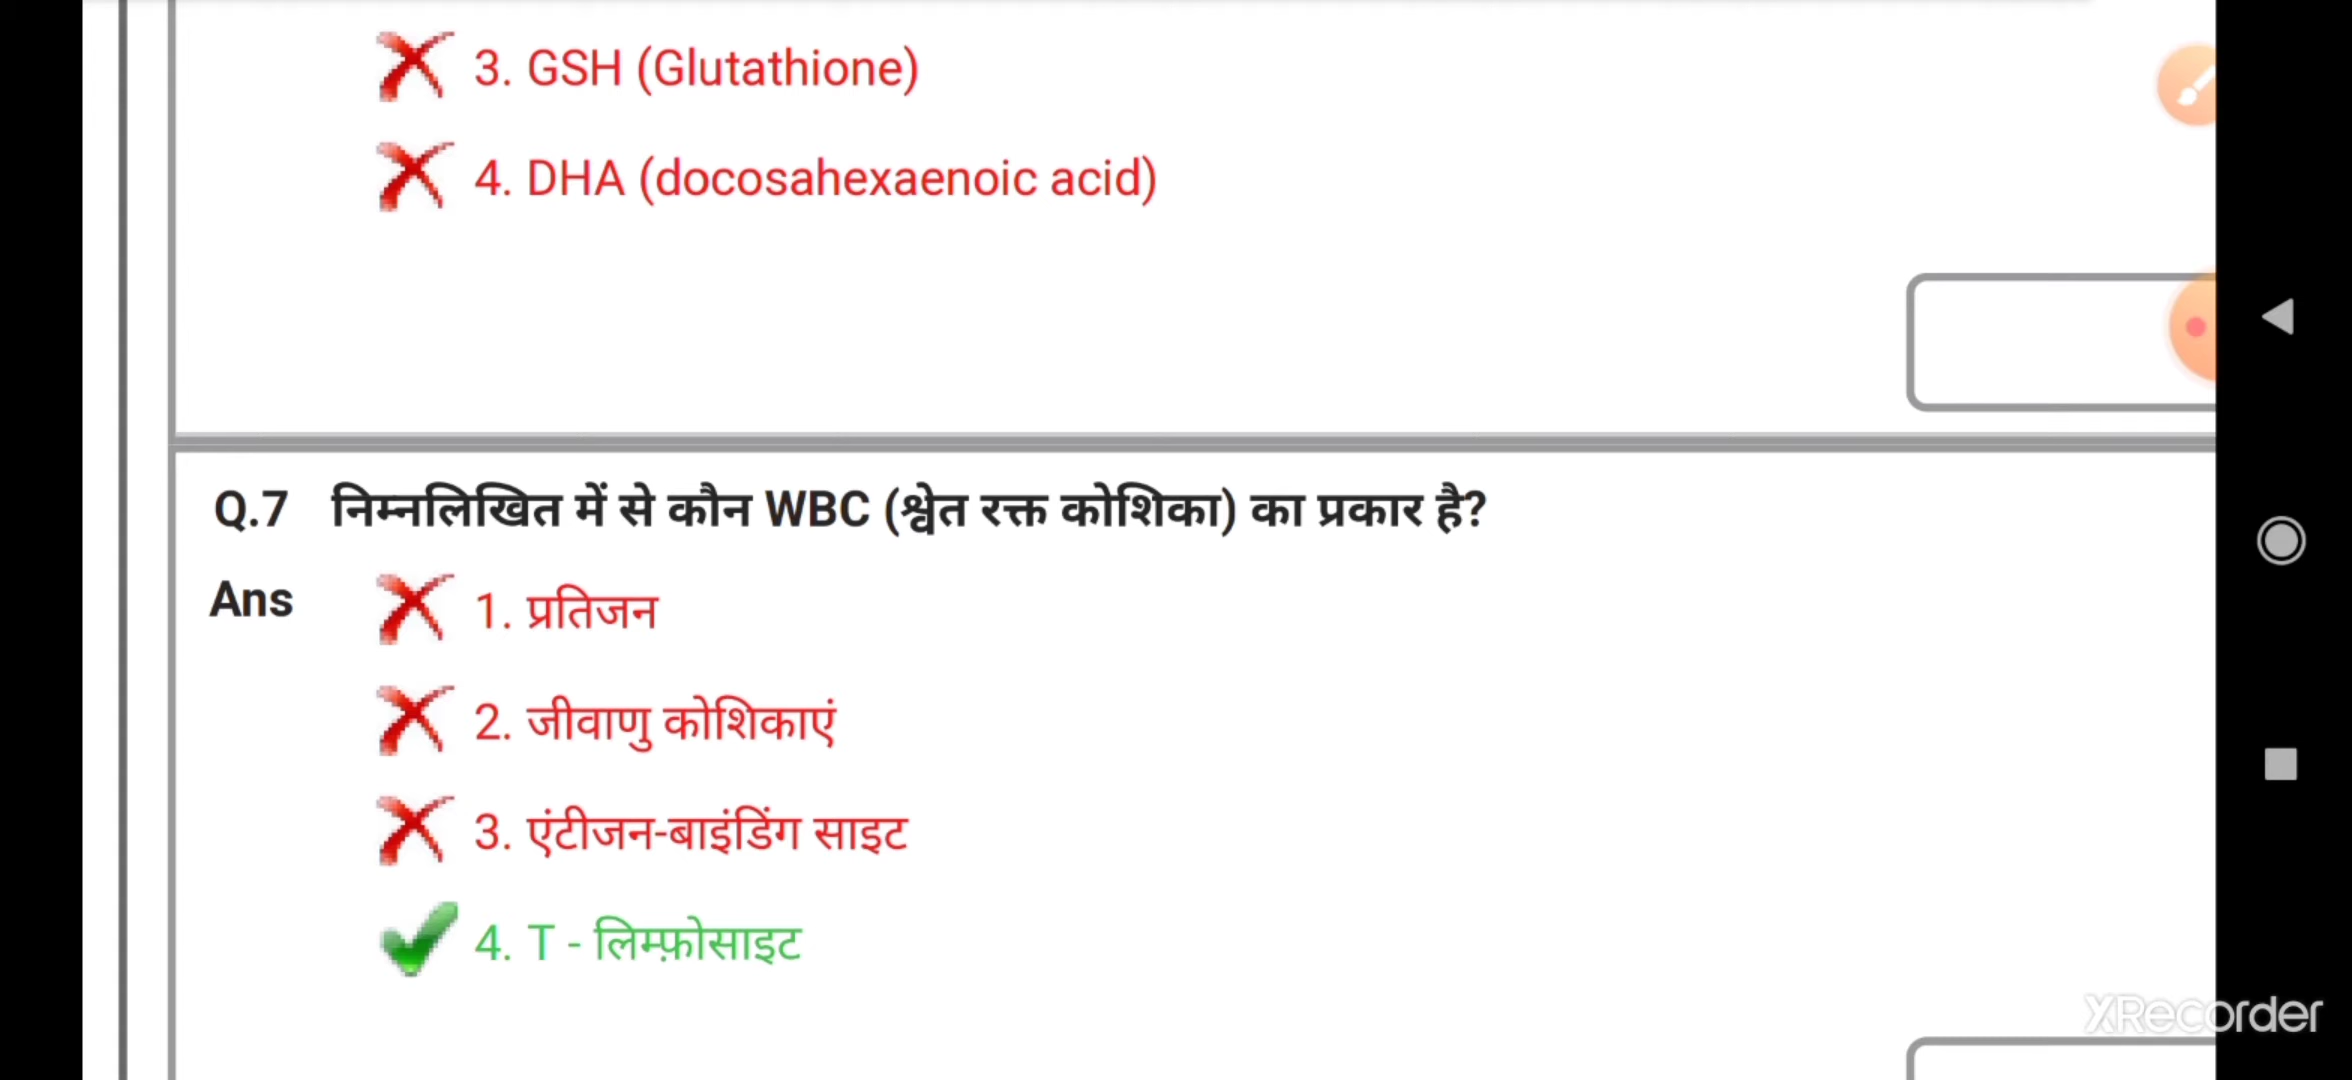 3. GSH (Glutathione)
4. DHA (docosahexaenoic acid)
Q.7 निम्नलिखित में से कौन WBC (श्वेत रक्त कोशिका) का प्रकार है?
Ans 1. प्रतिजन
2. जीवाणु कोशिकाएं
3. एंटीजन-बाइंडिंग साइट
4. T - लिम्फ़ोसाइट
XRecorder